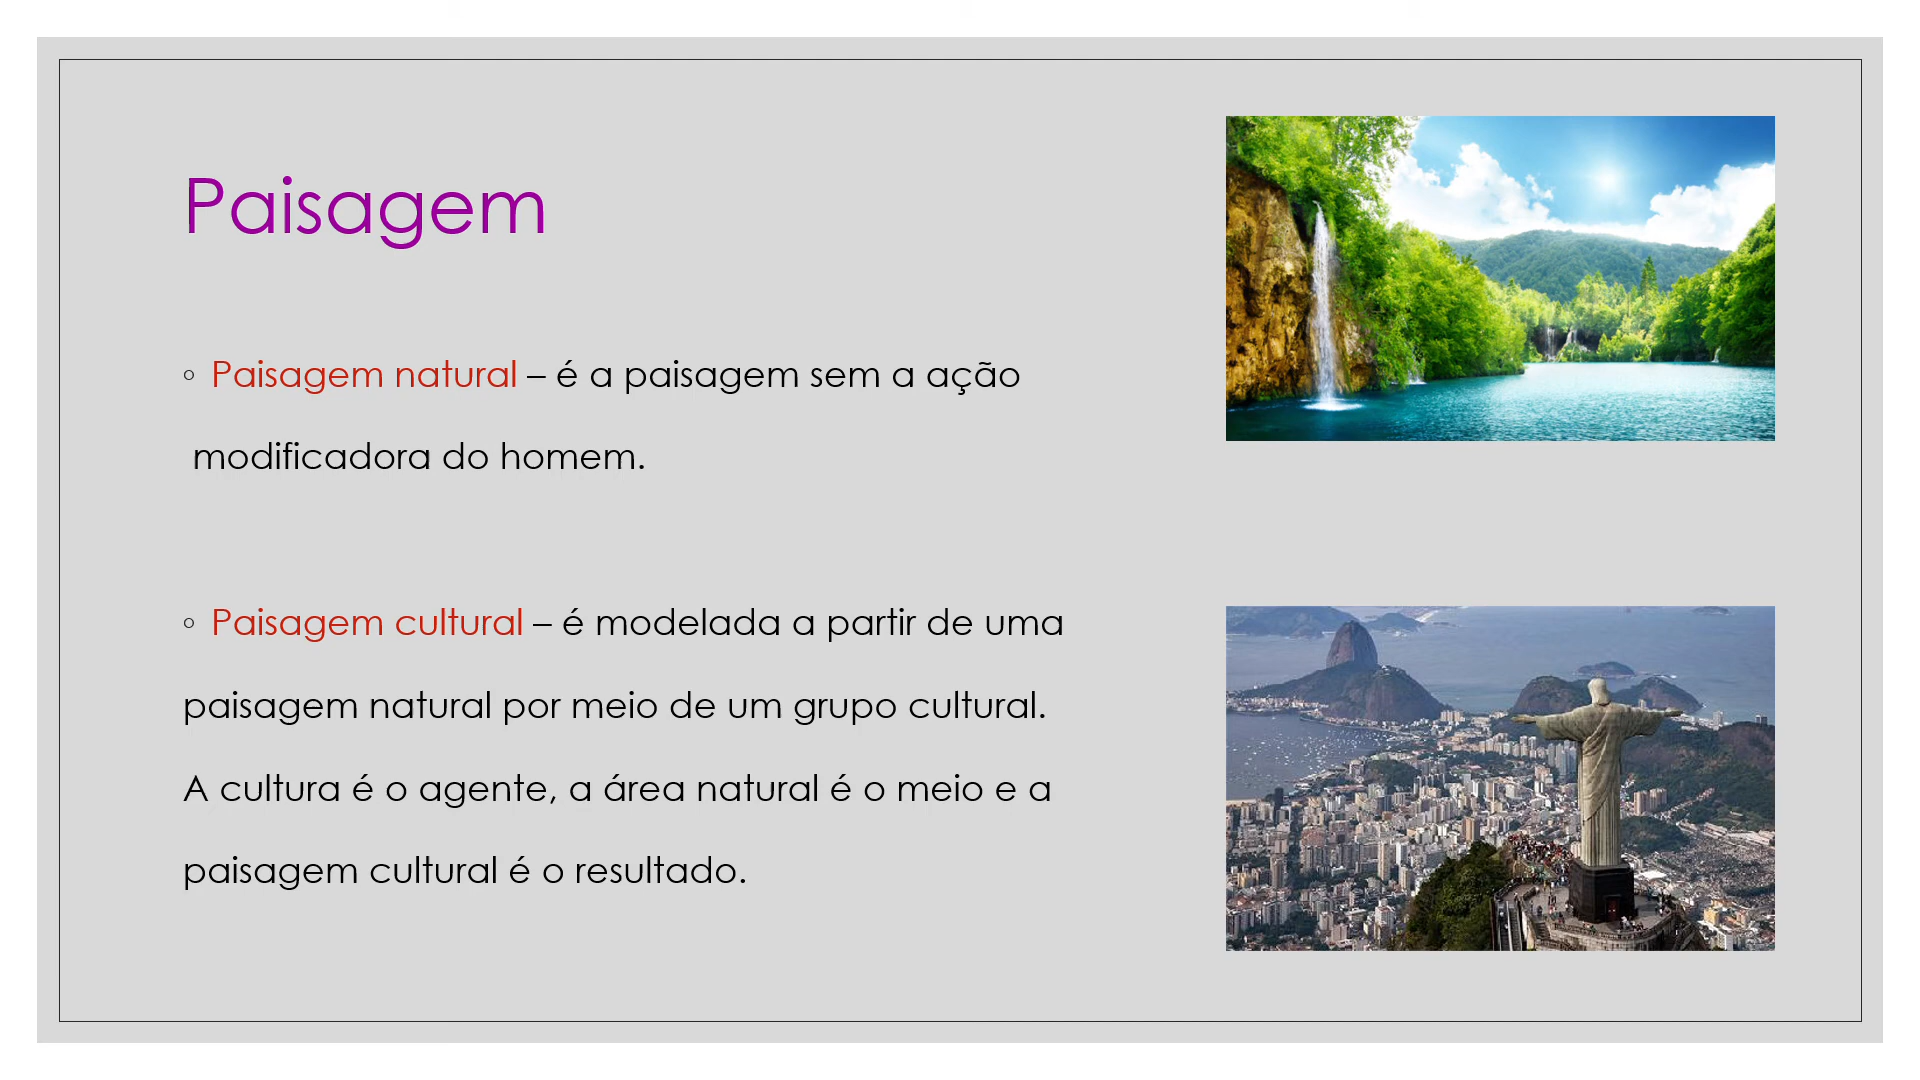 Paisagem
◦ Paisagem natural – é a paisagem sem a ação
modificadora do homem.
◦ Paisagem cultural – é modelada a partir de uma
paisagem natural por meio de um grupo cultural.
A cultura é o agente, a área natural é o meio e a
paisagem cultural é o resultado.